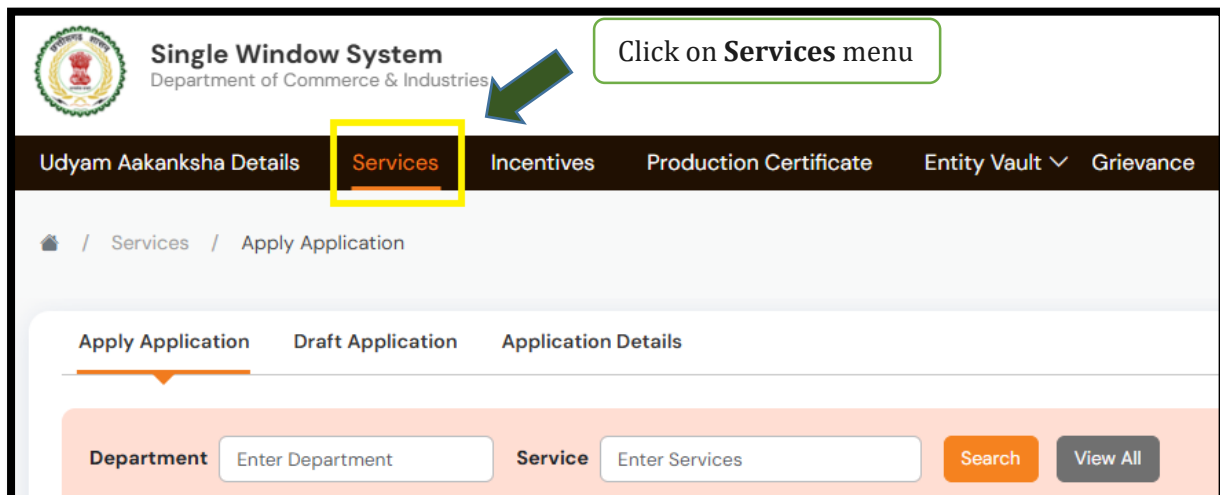 Single Window System
Department of Commerce & Industries
Click on Services menu
Udyam Aakanksha Details Services Incentives Production Certificate Entity Vault Grievance
/ Services / Apply Application
Apply Application Draft Application Application Details
Department Enter Department Service Enter Services Search View All